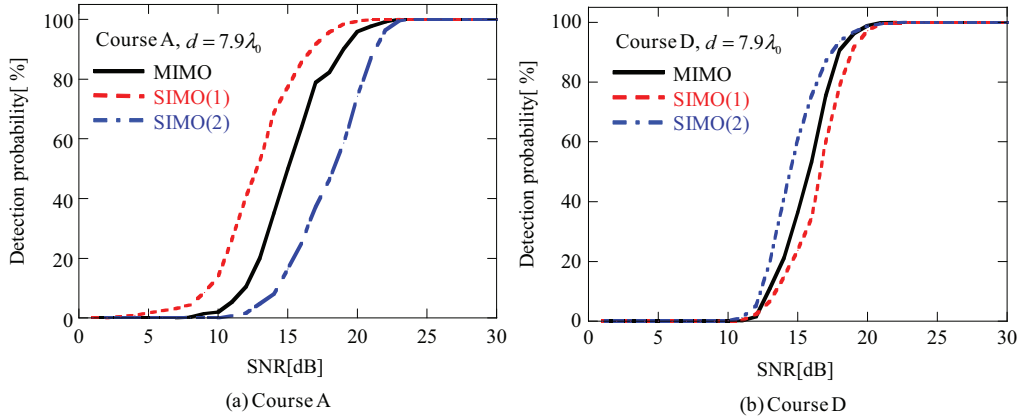 Course A, d = 7.9λ0
MIMO
SIMO(1)
SIMO(2)
Detection probability[ %]
100
80
60
40
20
0
0 5 10 15 20 25 30
SNR[dB]
(a) Course A
Course D, d = 7.9λ0
MIMO
SIMO(1)
SIMO(2)
Detection probability[ %]
100
80
60
40
20
0
0 5 10 15 20 25 30
SNR[dB]
(b) Course D